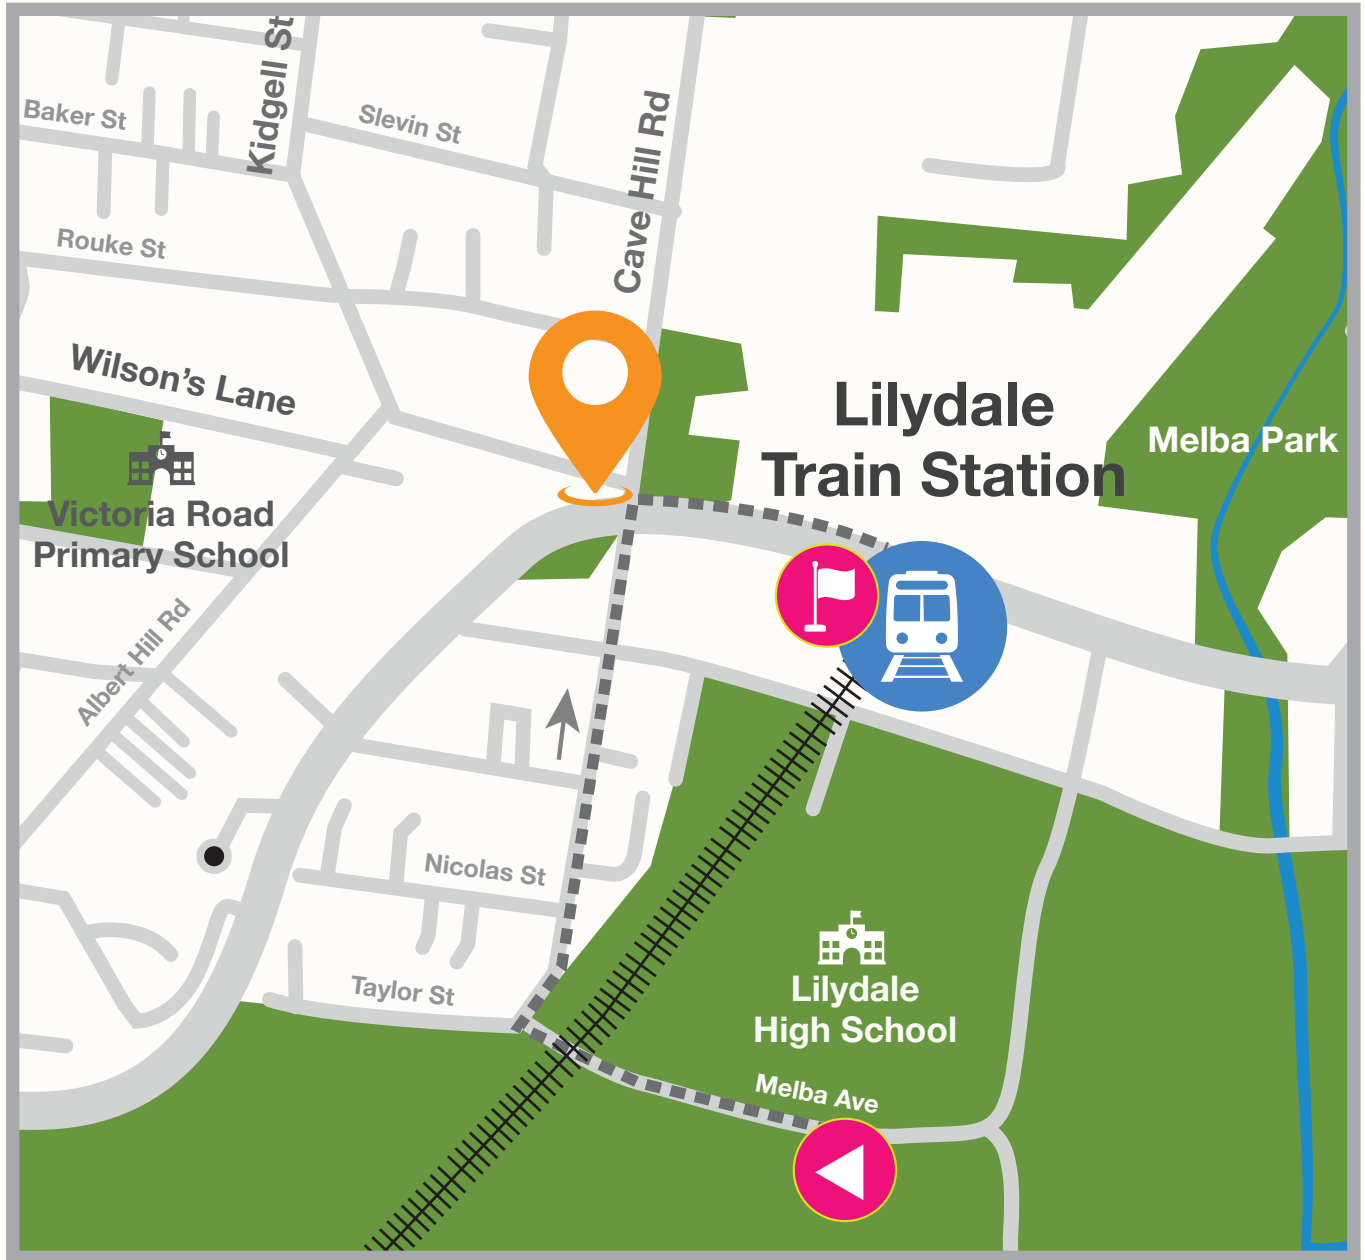 Kidgell St
Baker St
Slevin St
Cave Hill Rd
Rouke St
Wilson's Lane
Lilydale
Train Station
Melba Park
Victoria Road
Primary School
Albert Hill Rd
Nicolas St
Taylor St
Lilydale
High School
Melba Ave